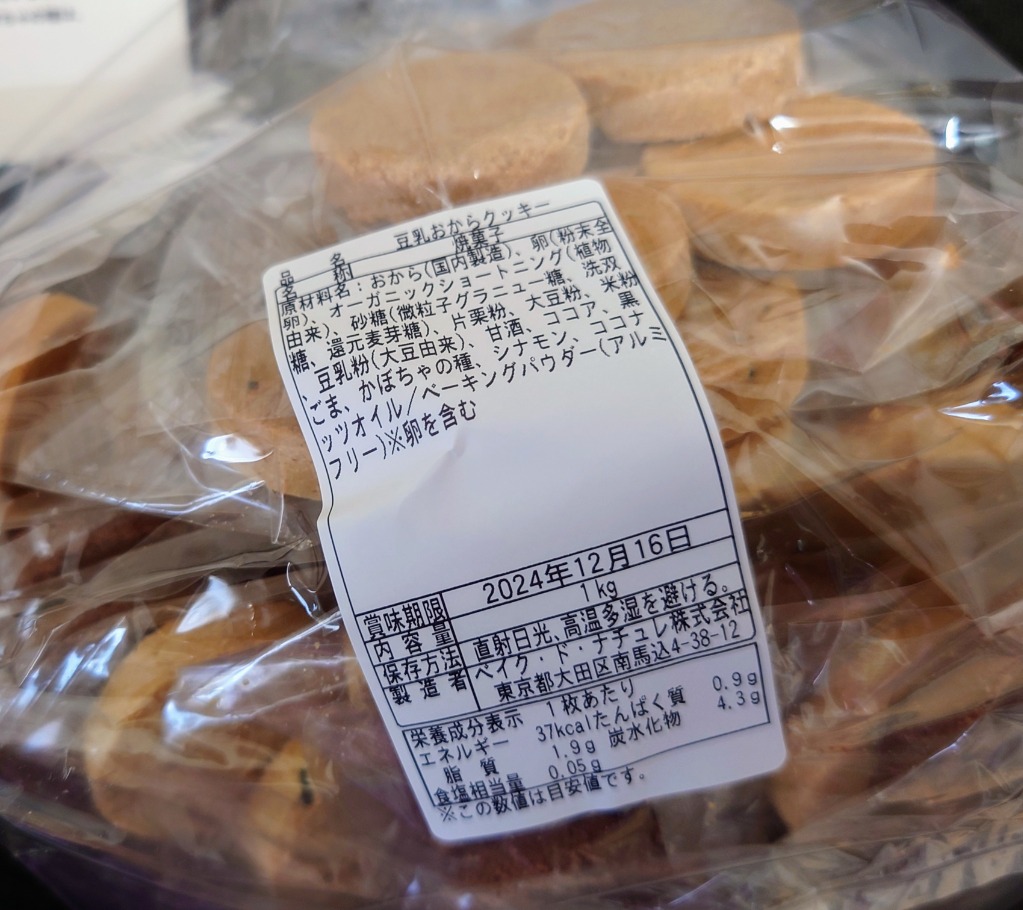 品名 豆乳おからクッキー
名称 焼菓子
原材料名：おから(国内製造)、卵(粉末全
卵)、オーガニックショートニング(植物
由来)、砂糖(微粒子グラニュー糖、洗双
糖、還元麦芽糖)、片栗粉、大豆粉、米粉
、豆乳粉(大豆由来)、甘酒、ココア、黒
ごま、かぼちゃの種、シナモン、ココナ
ッツオイル/ベーキングパウダー(アルミ
フリー)※卵を含む
賞味期限 2024年12月16日
内容量 1kg
保存方法 直射日光、高温多湿を避ける。
製造者 ベイク・ド・ナチュレ株式会社
東京都大田区南馬込4-38-12
栄養成分表示 1枚あたり
エネルギー 37kcal たんぱく質 0.9g
脂質 1.9g 炭水化物 4.3g
食塩相当量 0.05g
※この数値は目安値です。